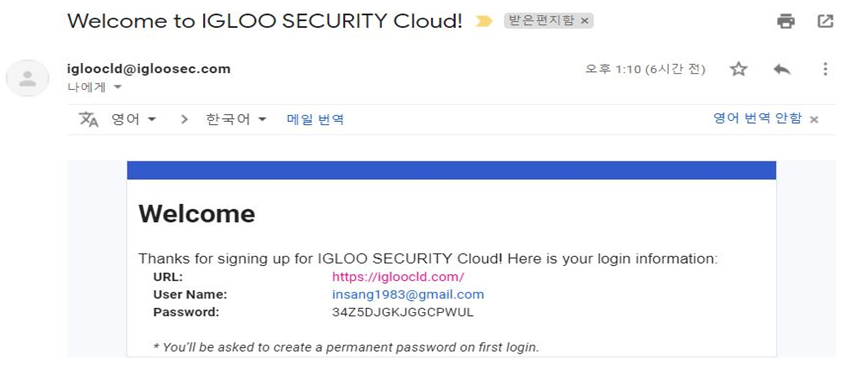 Welcome to IGLOO SECURITY Cloud! 받은편지함 ×
igloocld@igloosec.com 오후 1:10 (6시간 전)
나에게
영어 > 한국어 메일 번역 영어 번역 안함 ×
Welcome
Thanks for signing up for IGLOO SECURITY Cloud! Here is your login information:
URL: https://igloocld.com/
User Name: insang1983@gmail.com
Password: 34Z5DJGKJGGCPWUL
* You'll be asked to create a permanent password on first login.